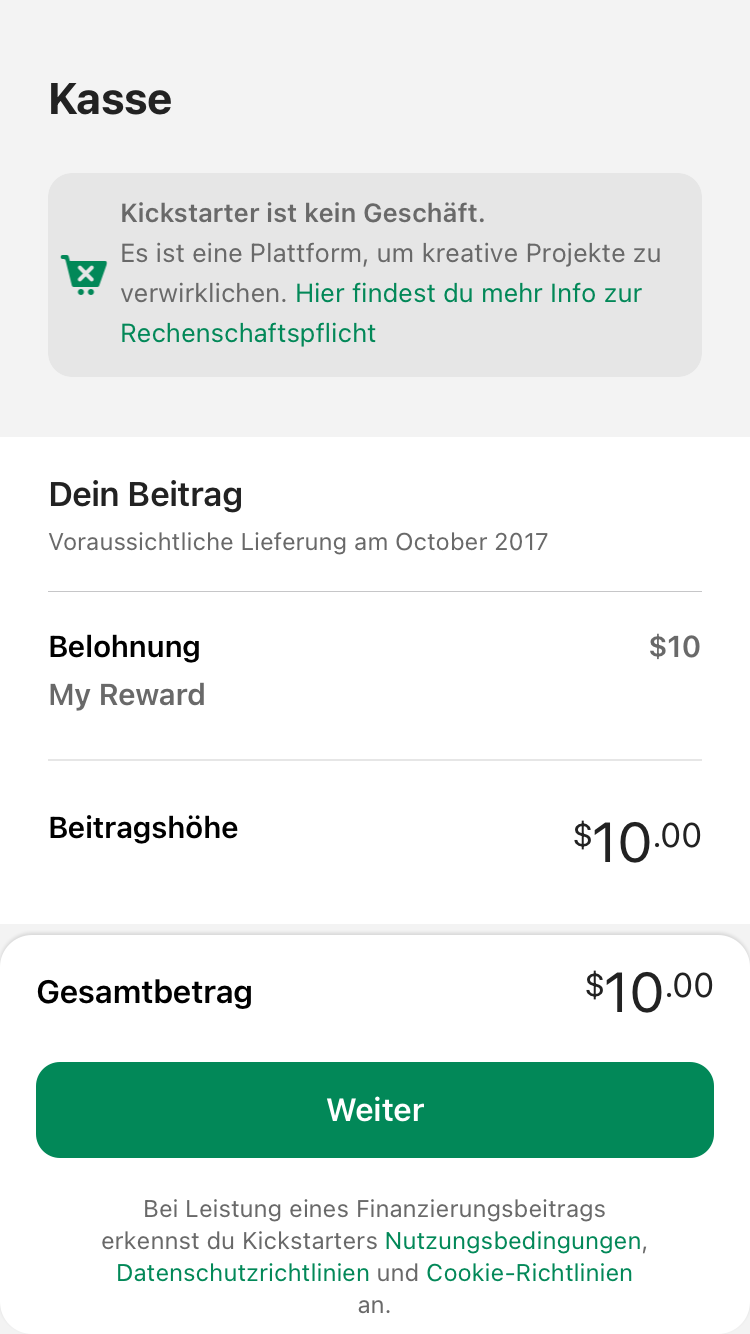 Kasse
Kickstarter ist kein Geschäft.
Es ist eine Plattform, um kreative Projekte zu
verwirklichen. Hier findest du mehr Info zur
Rechenschaftspflicht
Dein Beitrag
Voraussichtliche Lieferung am October 2017
Belohnung $10
My Reward
Beitragshöhe $10.00
Gesamtbetrag $10.00
Weiter
Bei Leistung eines Finanzierungsbeitrags
erkennst du Kickstarters Nutzungsbedingungen,
Datenschutzrichtlinien und Cookie-Richtlinien
an.